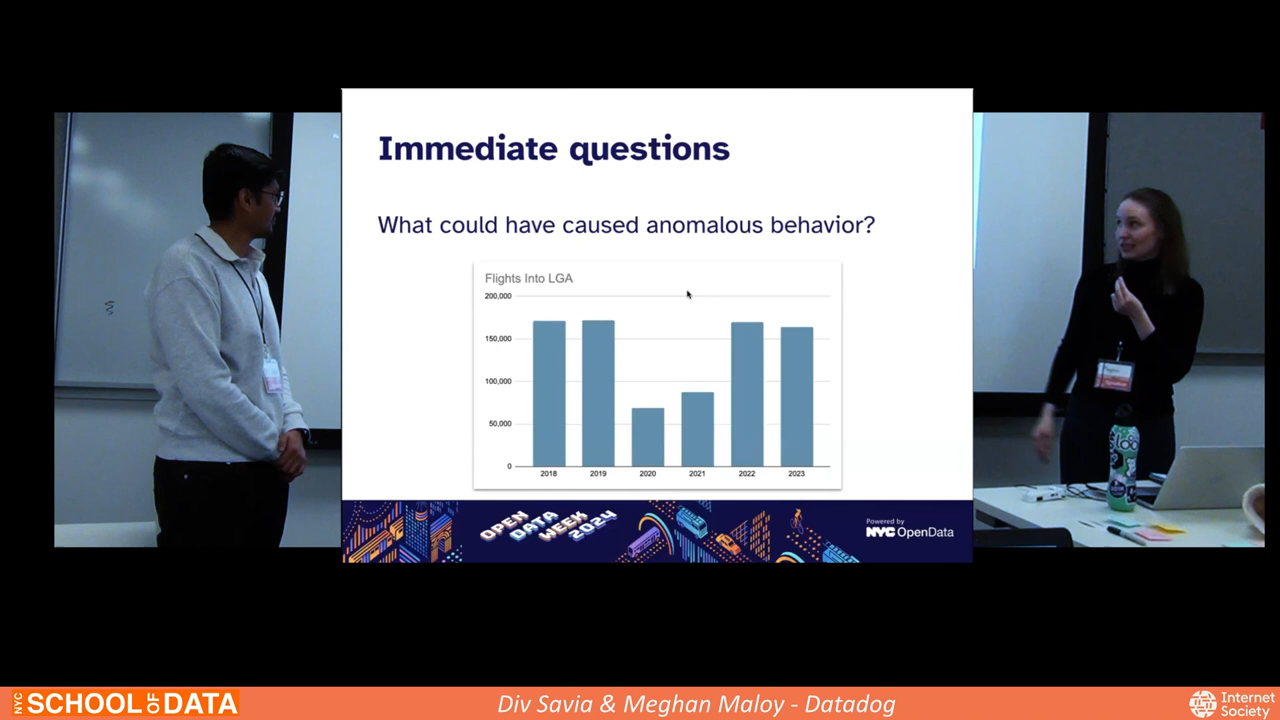 Immediate questions
What could have caused anomalous behavior?
Flights Into LGA
200,000
150,000
100,000
50,000
0
2018 2019 2020 2021 2022 2023
OPEN
DATA
WEEK
2024
Powered by
NYC OpenData
NYC SCHOOL OF DATA
Div Savia & Meghan Maloy - Datadog
Internet
Society